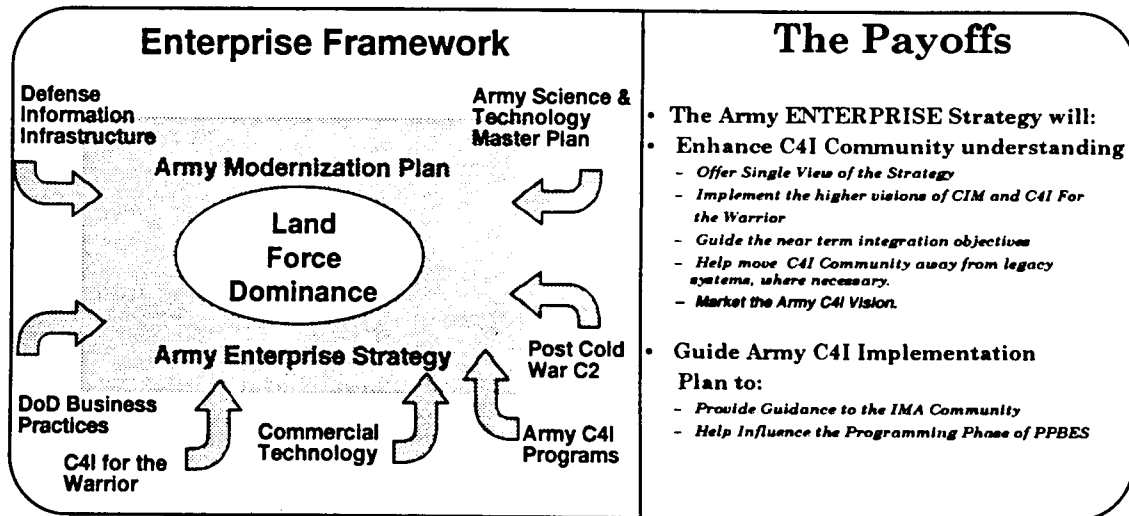 Enterprise Framework
Defense
Information
Infrastructure
Army Science &
Technology
Master Plan
Army Modernization Plan
Land
Force
Dominance
Army Enterprise Strategy
Post Cold
War C2
DoD Business
Practices
Commercial
Technology
Army C4I
Programs
C4I for the
Warrior
The Payoffs
• The Army ENTERPRISE Strategy will:
• Enhance C4I Community understanding
- Offer Single View of the Strategy
- Implement the higher visions of CIM and C4I For
the Warrior
- Guide the near term integration objectives
- Help move C4I Community away from legacy
systems, where necessary.
- Market the Army C4I Vision.
• Guide Army C4I Implementation
Plan to:
- Provide Guidance to the IMA Community
- Help Influence the Programming Phase of PPBES